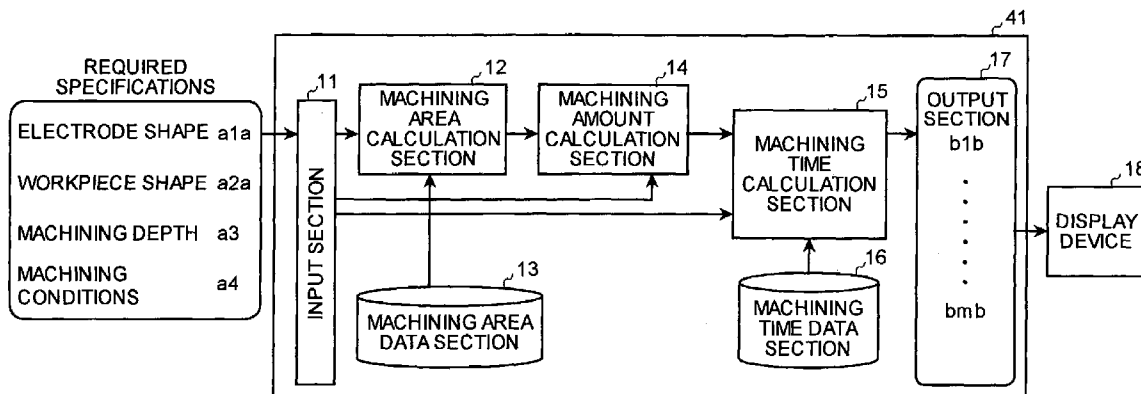 41
REQUIRED
SPECIFICATIONS
ELECTRODE SHAPE a1a
WORKPIECE SHAPE a2a
MACHINING DEPTH a3
MACHINING
CONDITIONS a4
11
INPUT SECTION
12
MACHINING
AREA
CALCULATION
SECTION
13
MACHINING AREA
DATA SECTION
14
MACHINING
AMOUNT
CALCULATION
SECTION
15
MACHINING
TIME
CALCULATION
SECTION
16
MACHINING
TIME DATA
SECTION
17
OUTPUT
SECTION
b1b
bmb
18
DISPLAY
DEVICE